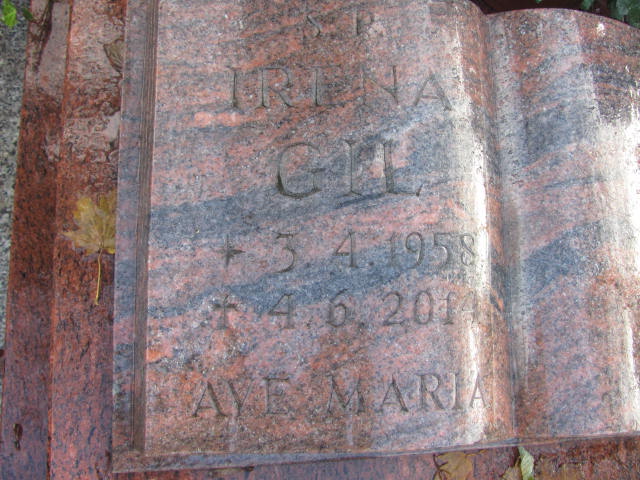 Ś. P.
IRENA
GIL
* 3. 4. 1958
† 4. 6. 2014
AVE MARIA